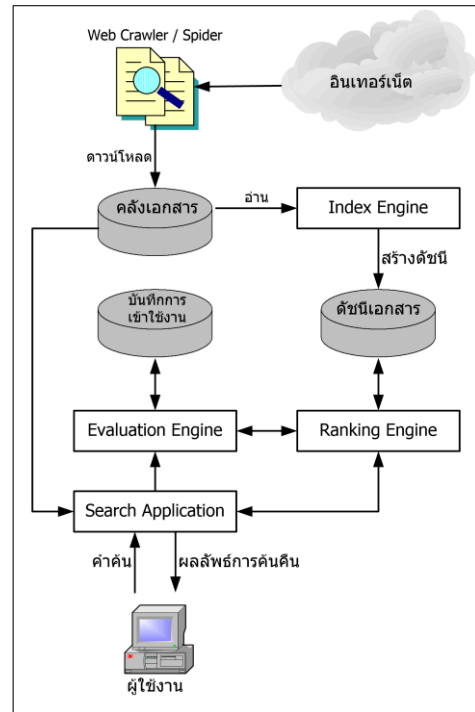 Web Crawler / Spider
อินเทอร์เน็ต
ดาวน์โหลด
คลังเอกสาร
อ่าน
Index Engine
สร้างดัชนี
บันทึกการ
เข้าใช้งาน
ดัชนีเอกสาร
Evaluation Engine
Ranking Engine
Search Application
คำค้น
ผลลัพธ์การค้นคืน
ผู้ใช้งาน